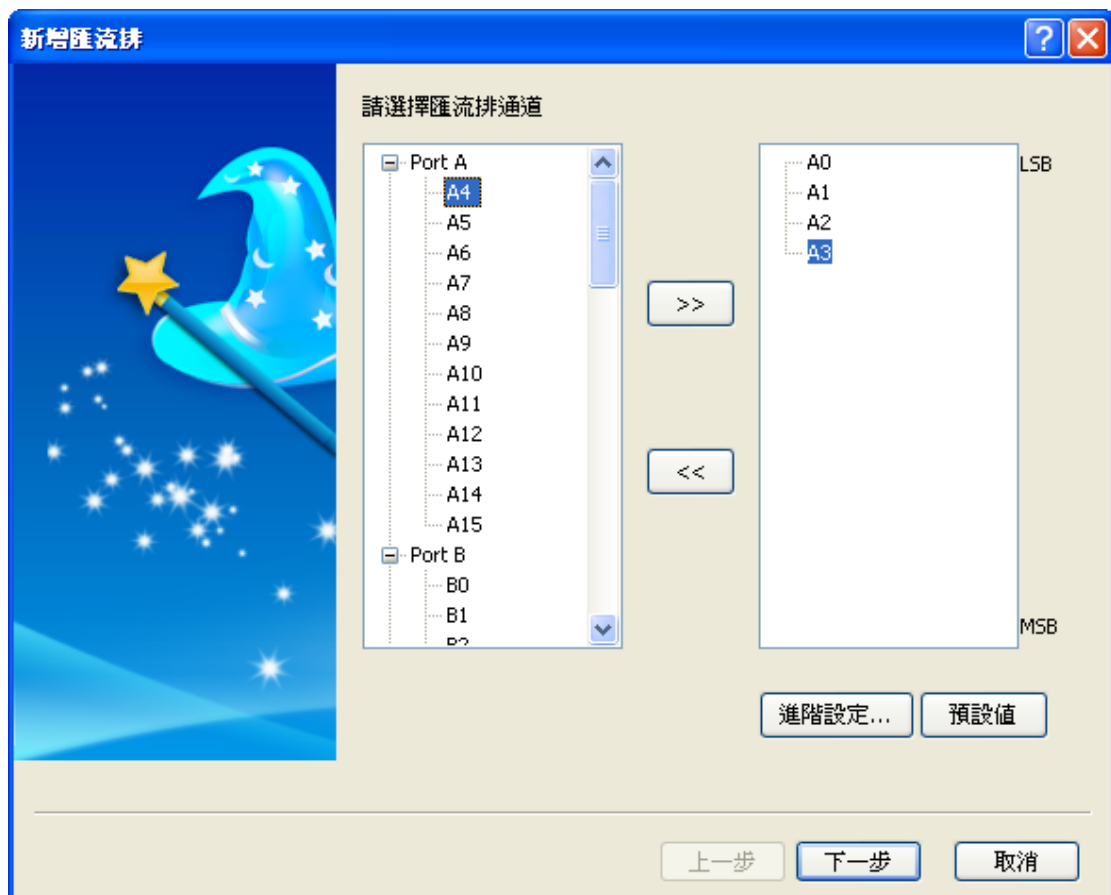 新增匯流排
請選擇匯流排通道
Port A
A4
A5
A6
A7
A8
A9
A10
A11
A12
A13
A14
A15
Port B
B0
B1
B2
>>
<<
A0
A1
A2
A3
LSB
MSB
進階設定...
預設值
上一步
下一步
取消